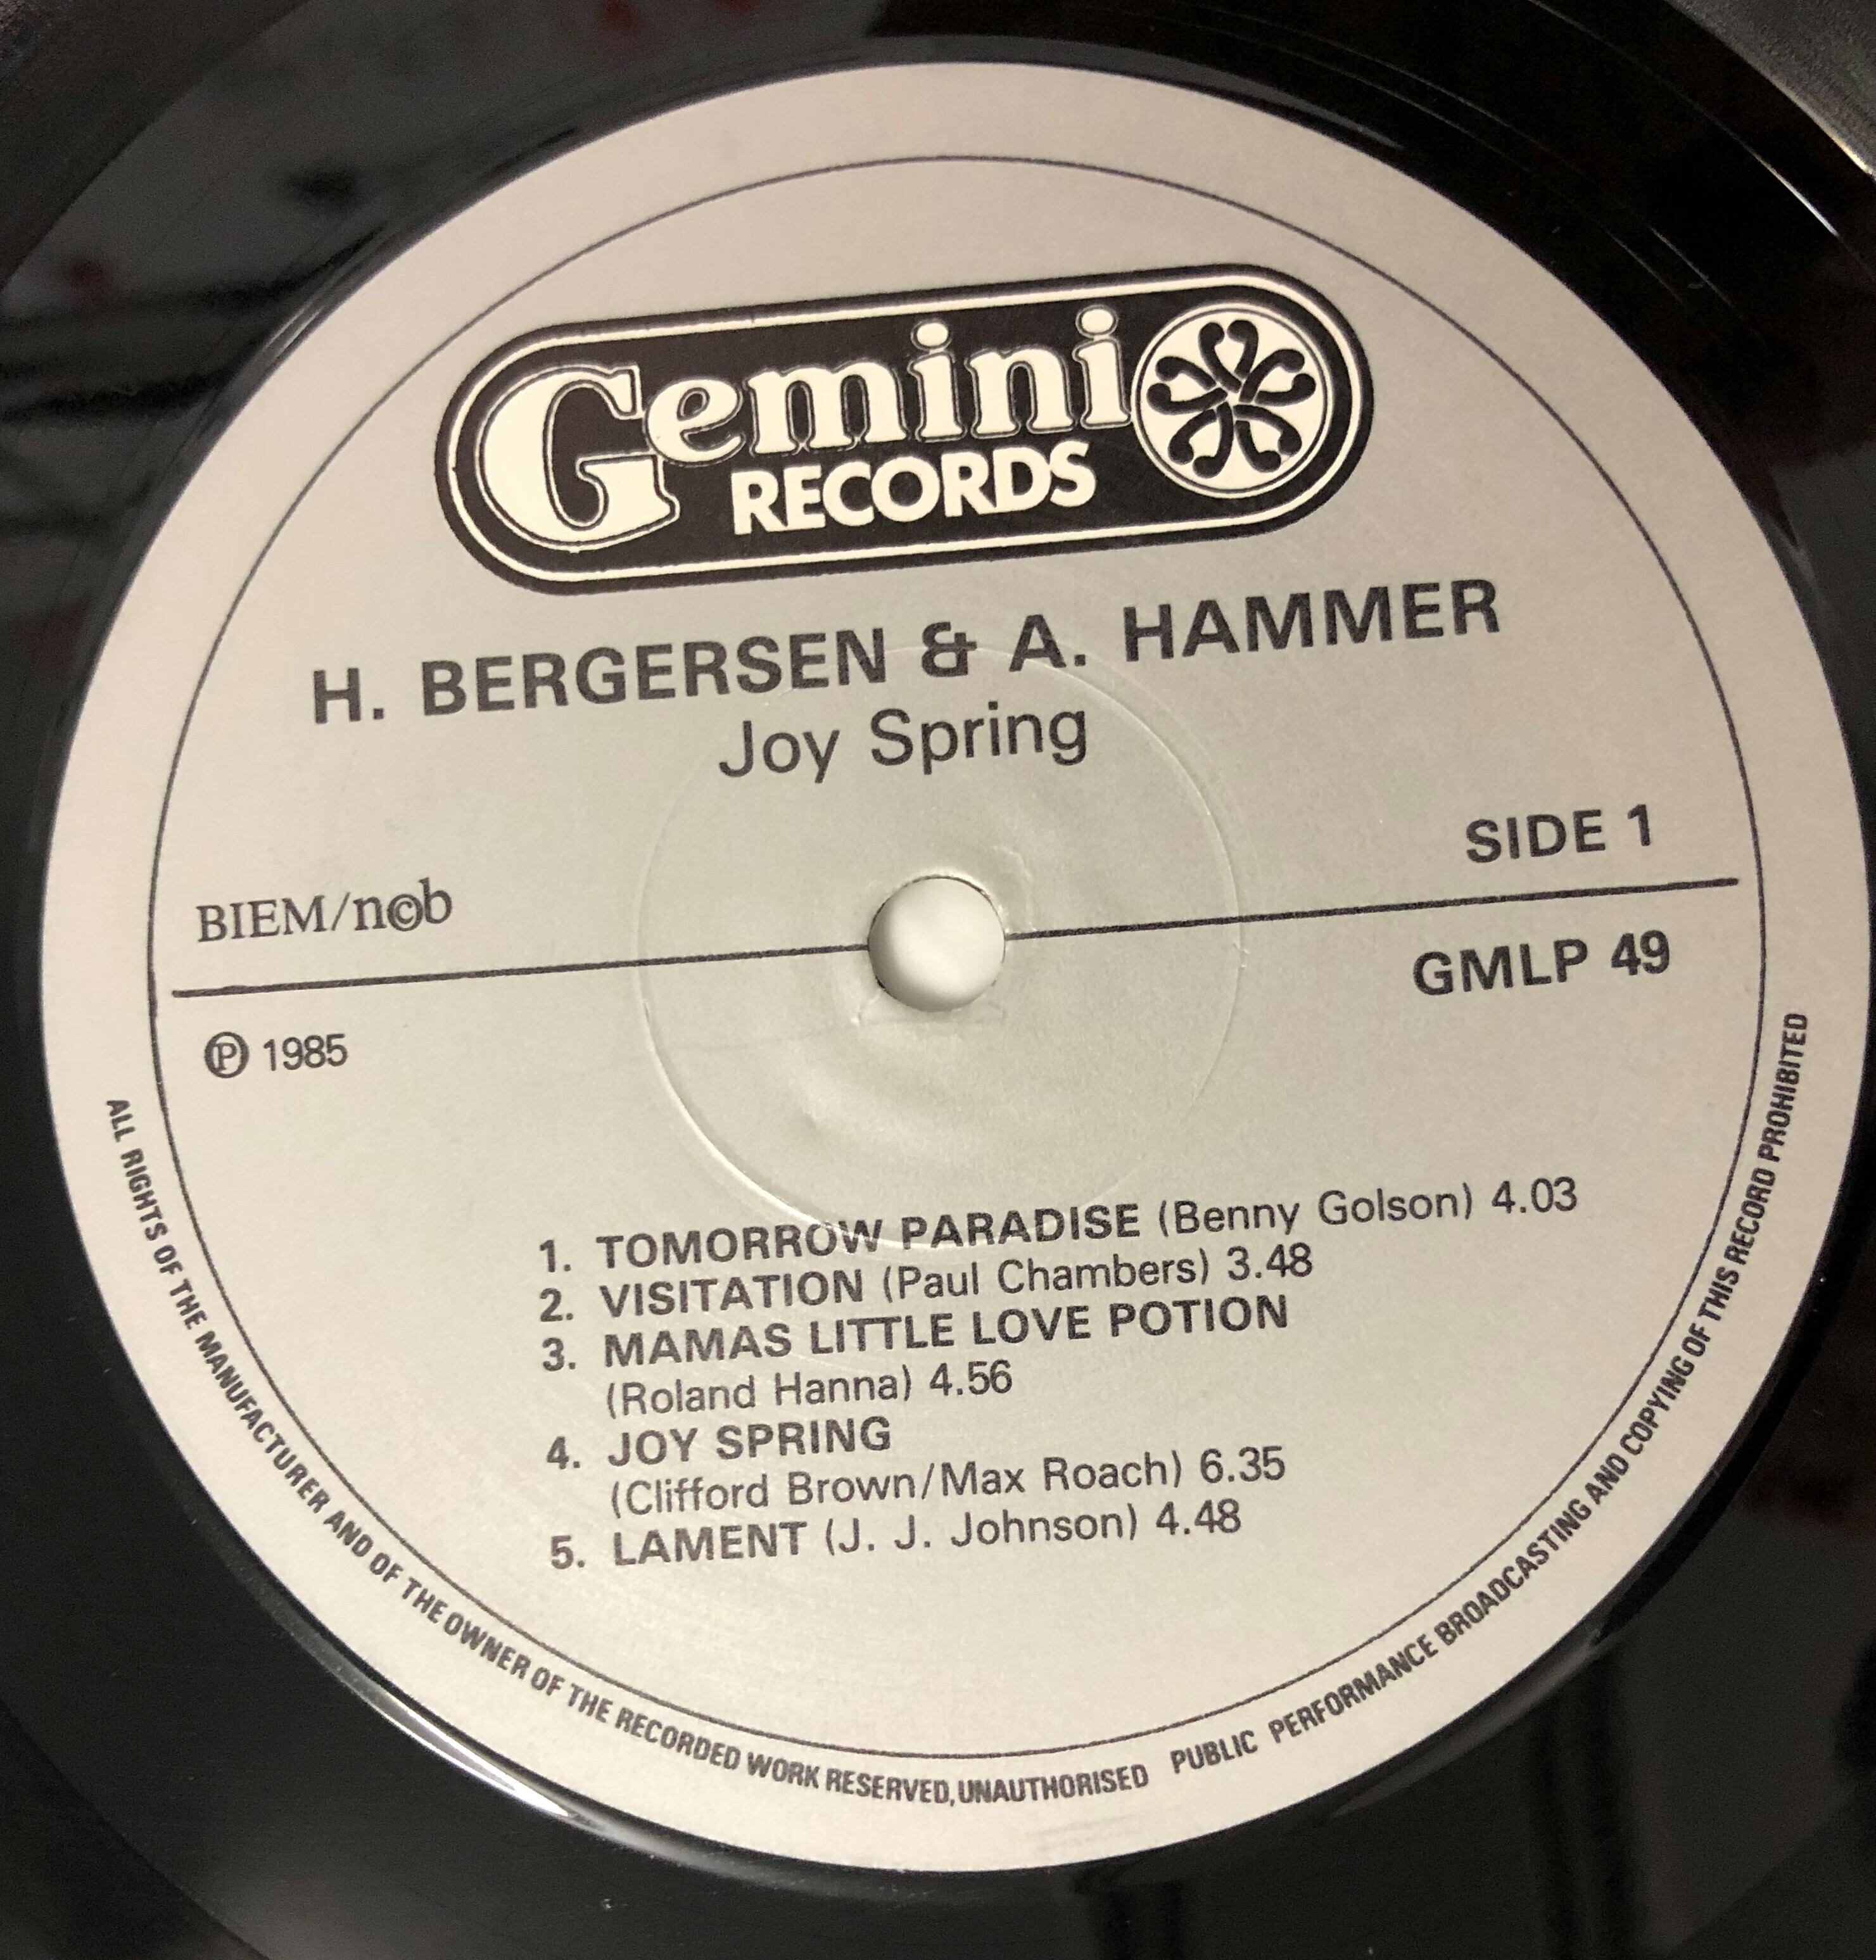 Gemini
RECORDS
H. BERGERSEN & A. HAMMER
Joy Spring
SIDE 1
BIEM/n©b
GMLP 49
℗ 1985
1. TOMORROW PARADISE (Benny Golson) 4.03
2. VISITATION (Paul Chambers) 3.48
3. MAMAS LITTLE LOVE POTION
(Roland Hanna) 4.56
4. JOY SPRING
(Clifford Brown/Max Roach) 6.35
5. LAMENT (J. J. Johnson) 4.48
ALL RIGHTS OF THE MANUFACTURER AND OF THE OWNER OF THE RECORDED WORK RESERVED, UNAUTHORISED PUBLIC PERFORMANCE BROADCASTING AND COPYING OF THIS RECORD PROHIBITED